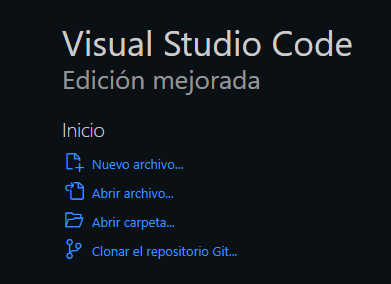 Visual Studio Code
Edición mejorada
Inicio
Nuevo archivo...
Abrir archivo...
Abrir carpeta...
Clonar el repositorio Git...